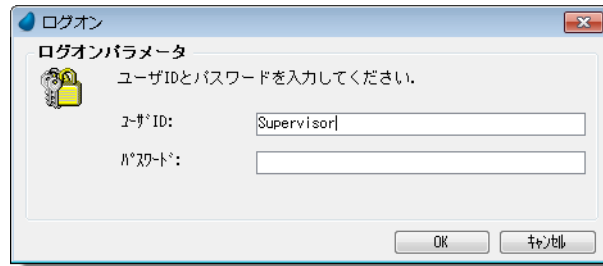 ログオン
ログオンパラメータ
ユーザIDとパスワードを入力してください.
ﾕｰｻﾞID:
Supervisor
ﾊﾟｽﾜｰﾄﾞ:
OK
ｷｬﾝｾﾙ